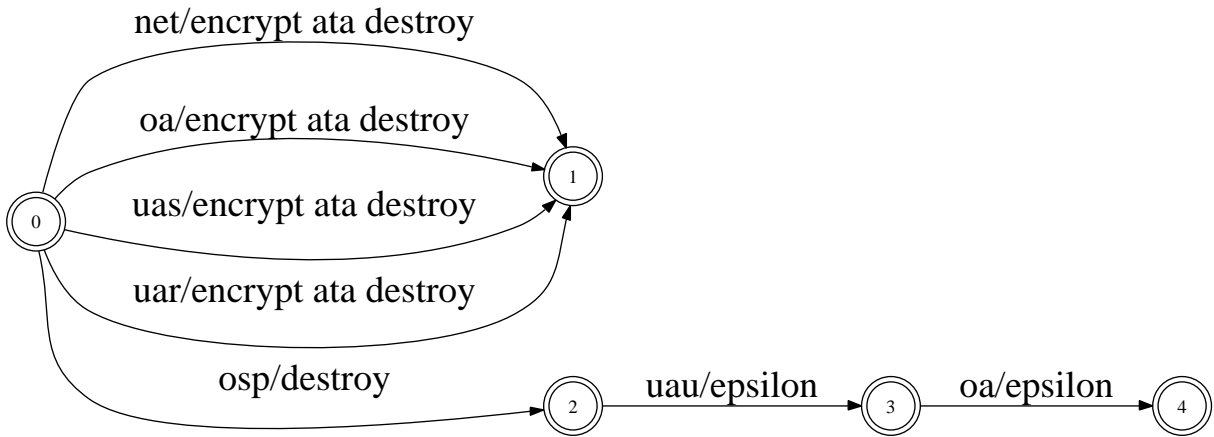 net/encrypt ata destroy
oa/encrypt ata destroy
1
uas/encrypt ata destroy
0
uar/encrypt ata destroy
osp/destroy
2
uau/epsilon
3
oa/epsilon
4